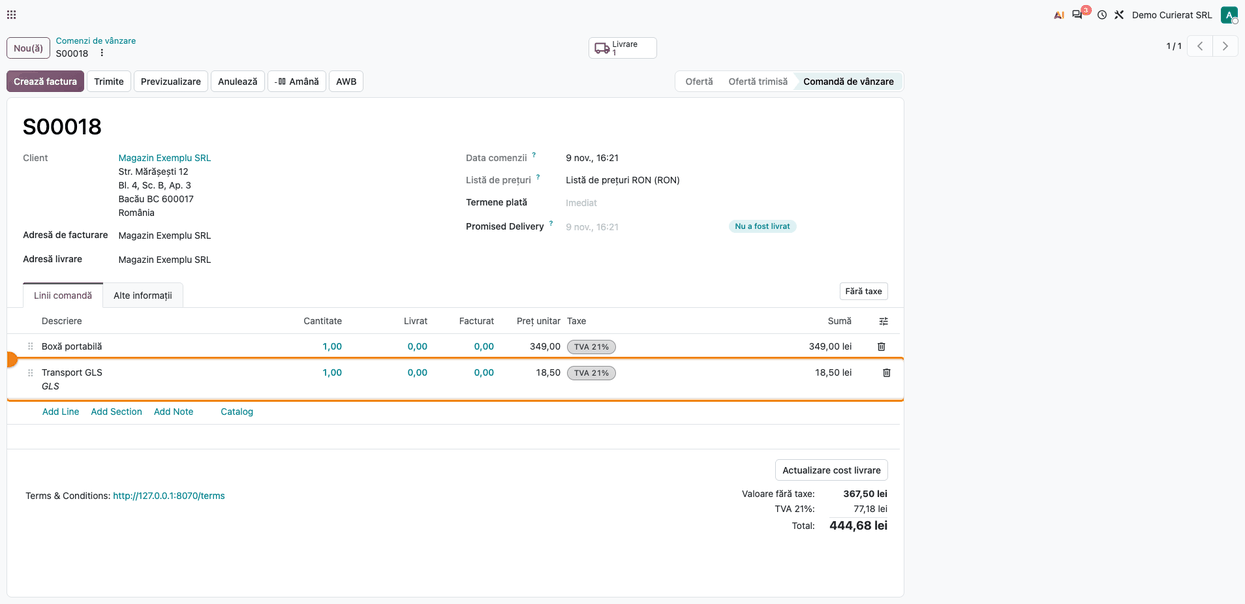 AI
3
Demo Curierat SRL
A
Nou(ă)
Comenzi de vânzare
S00018
Livrare
1
1 / 1
Crează factura
Trimite
Previzualizare
Anulează
Amână
AWB
Ofertă
Ofertă trimisă
Comandă de vânzare
S00018
Client
Magazin Exemplu SRL
Str. Mărășești 12
Bl. 4, Sc. B, Ap. 3
Bacău BC 600017
România
Adresă de facturare Magazin Exemplu SRL
Adresă livrare Magazin Exemplu SRL
Data comenzii ? 9 nov., 16:21
Listă de prețuri ? Listă de prețuri RON (RON)
Termene plată Imediat
Promised Delivery ? 9 nov., 16:21 Nu a fost livrat
Linii comandă Alte informații Fără taxe
Descriere Cantitate Livrat Facturat Preț unitar Taxe Sumă
Boxă portabilă 1,00 0,00 0,00 349,00 TVA 21% 349,00 lei
Transport GLS 1,00 0,00 0,00 18,50 TVA 21% 18,50 lei
GLS
Add Line Add Section Add Note Catalog
Actualizare cost livrare
Terms & Conditions: http://127.0.0.1:8070/terms
Valoare fără taxe: 367,50 lei
TVA 21%: 77,18 lei
Total: 444,68 lei